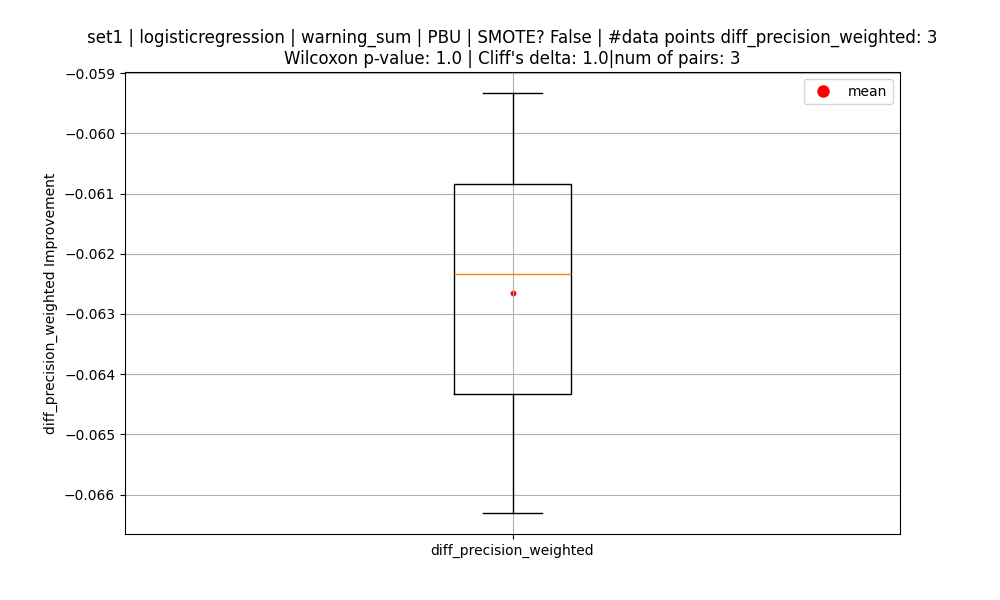 set1 | logisticregression | warning_sum | PBU | SMOTE? False | #data points diff_precision_weighted: 3
Wilcoxon p-value: 1.0 | Cliff's delta: 1.0|num of pairs: 3
mean
−0.059
−0.060
−0.061
−0.062
−0.063
−0.064
−0.065
−0.066
diff_precision_weighted Improvement
diff_precision_weighted